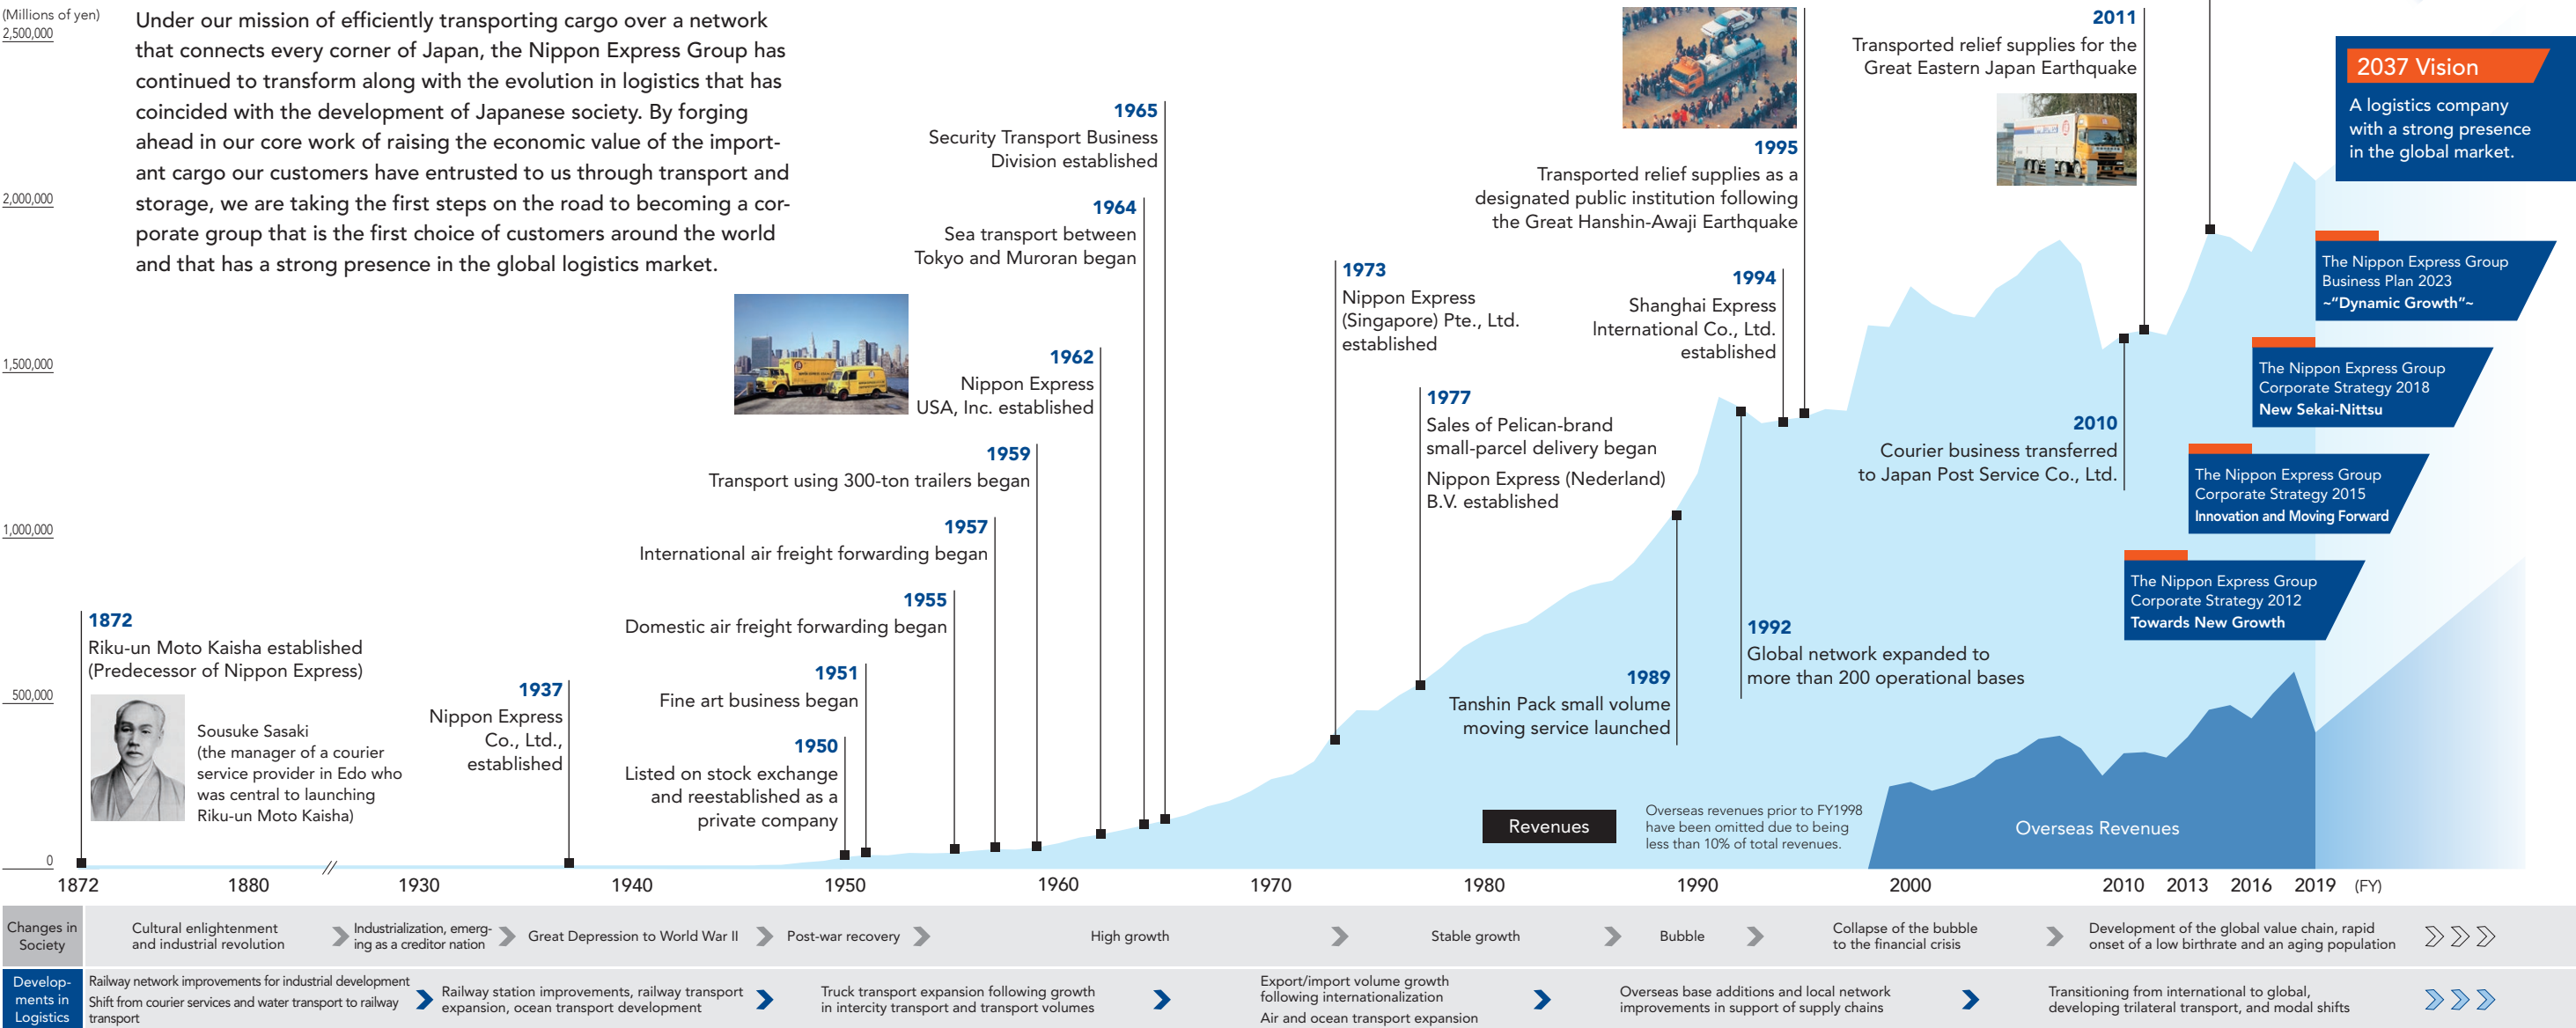 (Millions of yen)
2,500,000
2,000,000
1,500,000
1,000,000
500,000
0
Under our mission of efficiently transporting cargo over a network
that connects every corner of Japan, the Nippon Express Group has
continued to transform along with the evolution in logistics that has
coincided with the development of Japanese society. By forging
ahead in our core work of raising the economic value of the import-
ant cargo our customers have entrusted to us through transport and
storage, we are taking the first steps on the road to becoming a cor-
porate group that is the first choice of customers around the world
and that has a strong presence in the global logistics market.
1872
Riku-un Moto Kaisha established
(Predecessor of Nippon Express)
Sousuke Sasaki
(the manager of a courier
service provider in Edo who
was central to launching
Riku-un Moto Kaisha)
1937
Nippon Express
Co., Ltd.,
established
1950
Listed on stock exchange
and reestablished as a
private company
1951
Fine art business began
1955
Domestic air freight forwarding began
1957
International air freight forwarding began
1959
Transport using 300-ton trailers began
1962
Nippon Express
USA, Inc. established
1964
Sea transport between
Tokyo and Muroran began
1965
Security Transport Business
Division established
1973
Nippon Express
(Singapore) Pte., Ltd.
established
1977
Sales of Pelican-brand
small-parcel delivery began
Nippon Express (Nederland)
B.V. established
1989
Tanshin Pack small volume
moving service launched
1992
Global network expanded to
more than 200 operational bases
1994
Shanghai Express
International Co., Ltd.
established
1995
Transported relief supplies as a
designated public institution following
the Great Hanshin-Awaji Earthquake
2010
Courier business transferred
to Japan Post Service Co., Ltd.
2011
Transported relief supplies for the
Great Eastern Japan Earthquake
2037 Vision
A logistics company
with a strong presence
in the global market.
The Nippon Express Group
Business Plan 2023
~“Dynamic Growth”~
The Nippon Express Group
Corporate Strategy 2018
New Sekai-Nittsu
The Nippon Express Group
Corporate Strategy 2015
Innovation and Moving Forward
The Nippon Express Group
Corporate Strategy 2012
Towards New Growth
Revenues
Overseas revenues prior to FY1998
have been omitted due to being
less than 10% of total revenues.
Overseas Revenues
1872 1880 1930 1940 1950 1960 1970 1980 1990 2000 2010 2013 2016 2019 (FY)
Changes in
Society
Cultural enlightenment
and industrial revolution
Industrialization, emerg-
ing as a creditor nation
Great Depression to World War II
Post-war recovery
High growth
Stable growth
Bubble
Collapse of the bubble
to the financial crisis
Development of the global value chain, rapid
onset of a low birthrate and an aging population
Develop-
ments in
Logistics
Railway network improvements for industrial development
Shift from courier services and water transport to railway
transport
Railway station improvements, railway transport
expansion, ocean transport development
Truck transport expansion following growth
in intercity transport and transport volumes
Export/import volume growth
following internationalization
Air and ocean transport expansion
Overseas base additions and local network
improvements in support of supply chains
Transitioning from international to global,
developing trilateral transport, and modal shifts